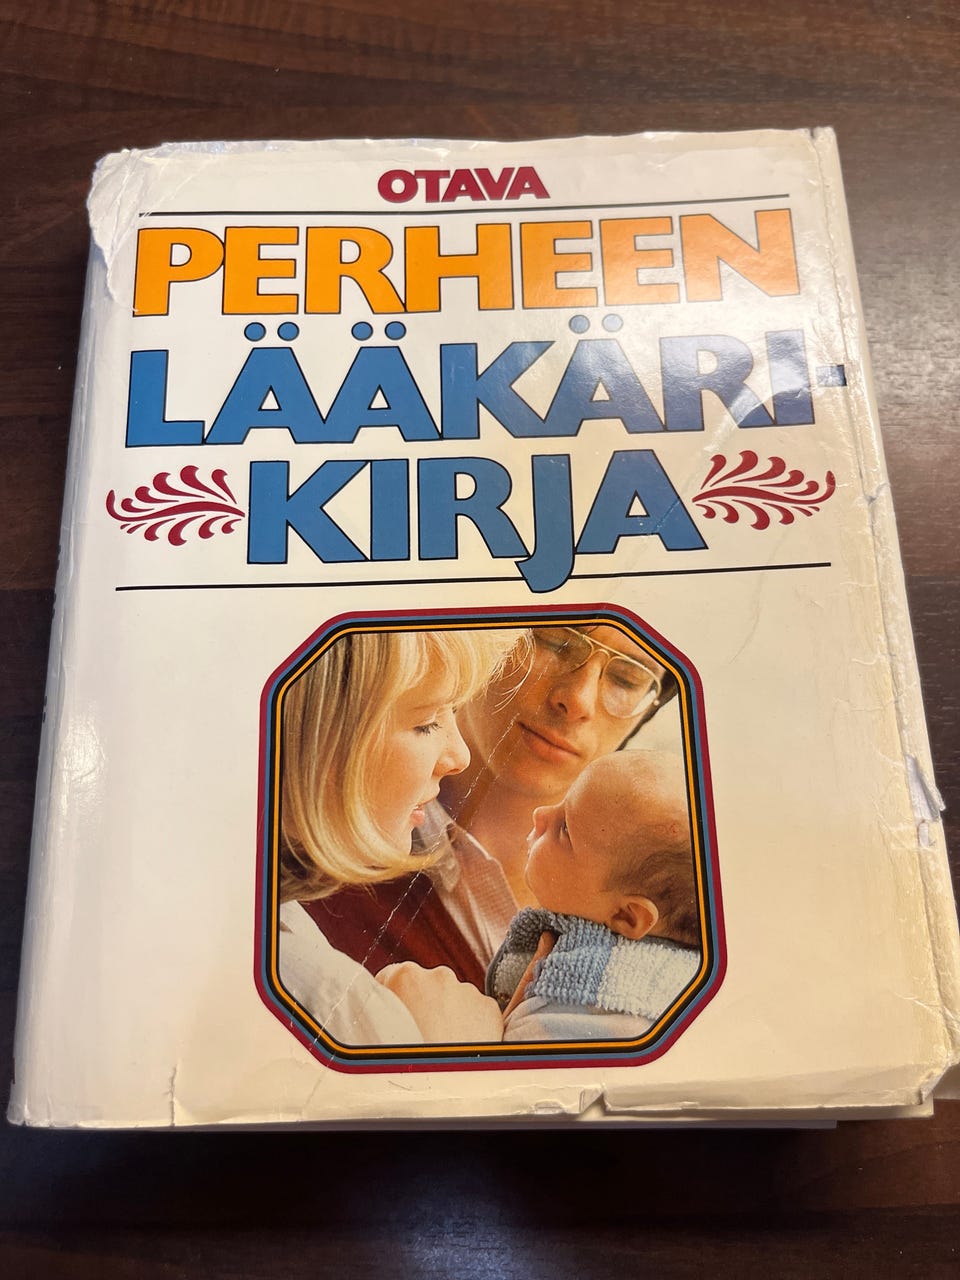 OTAVA
PERHEEN
LÄÄKÄRI-
KIRJA